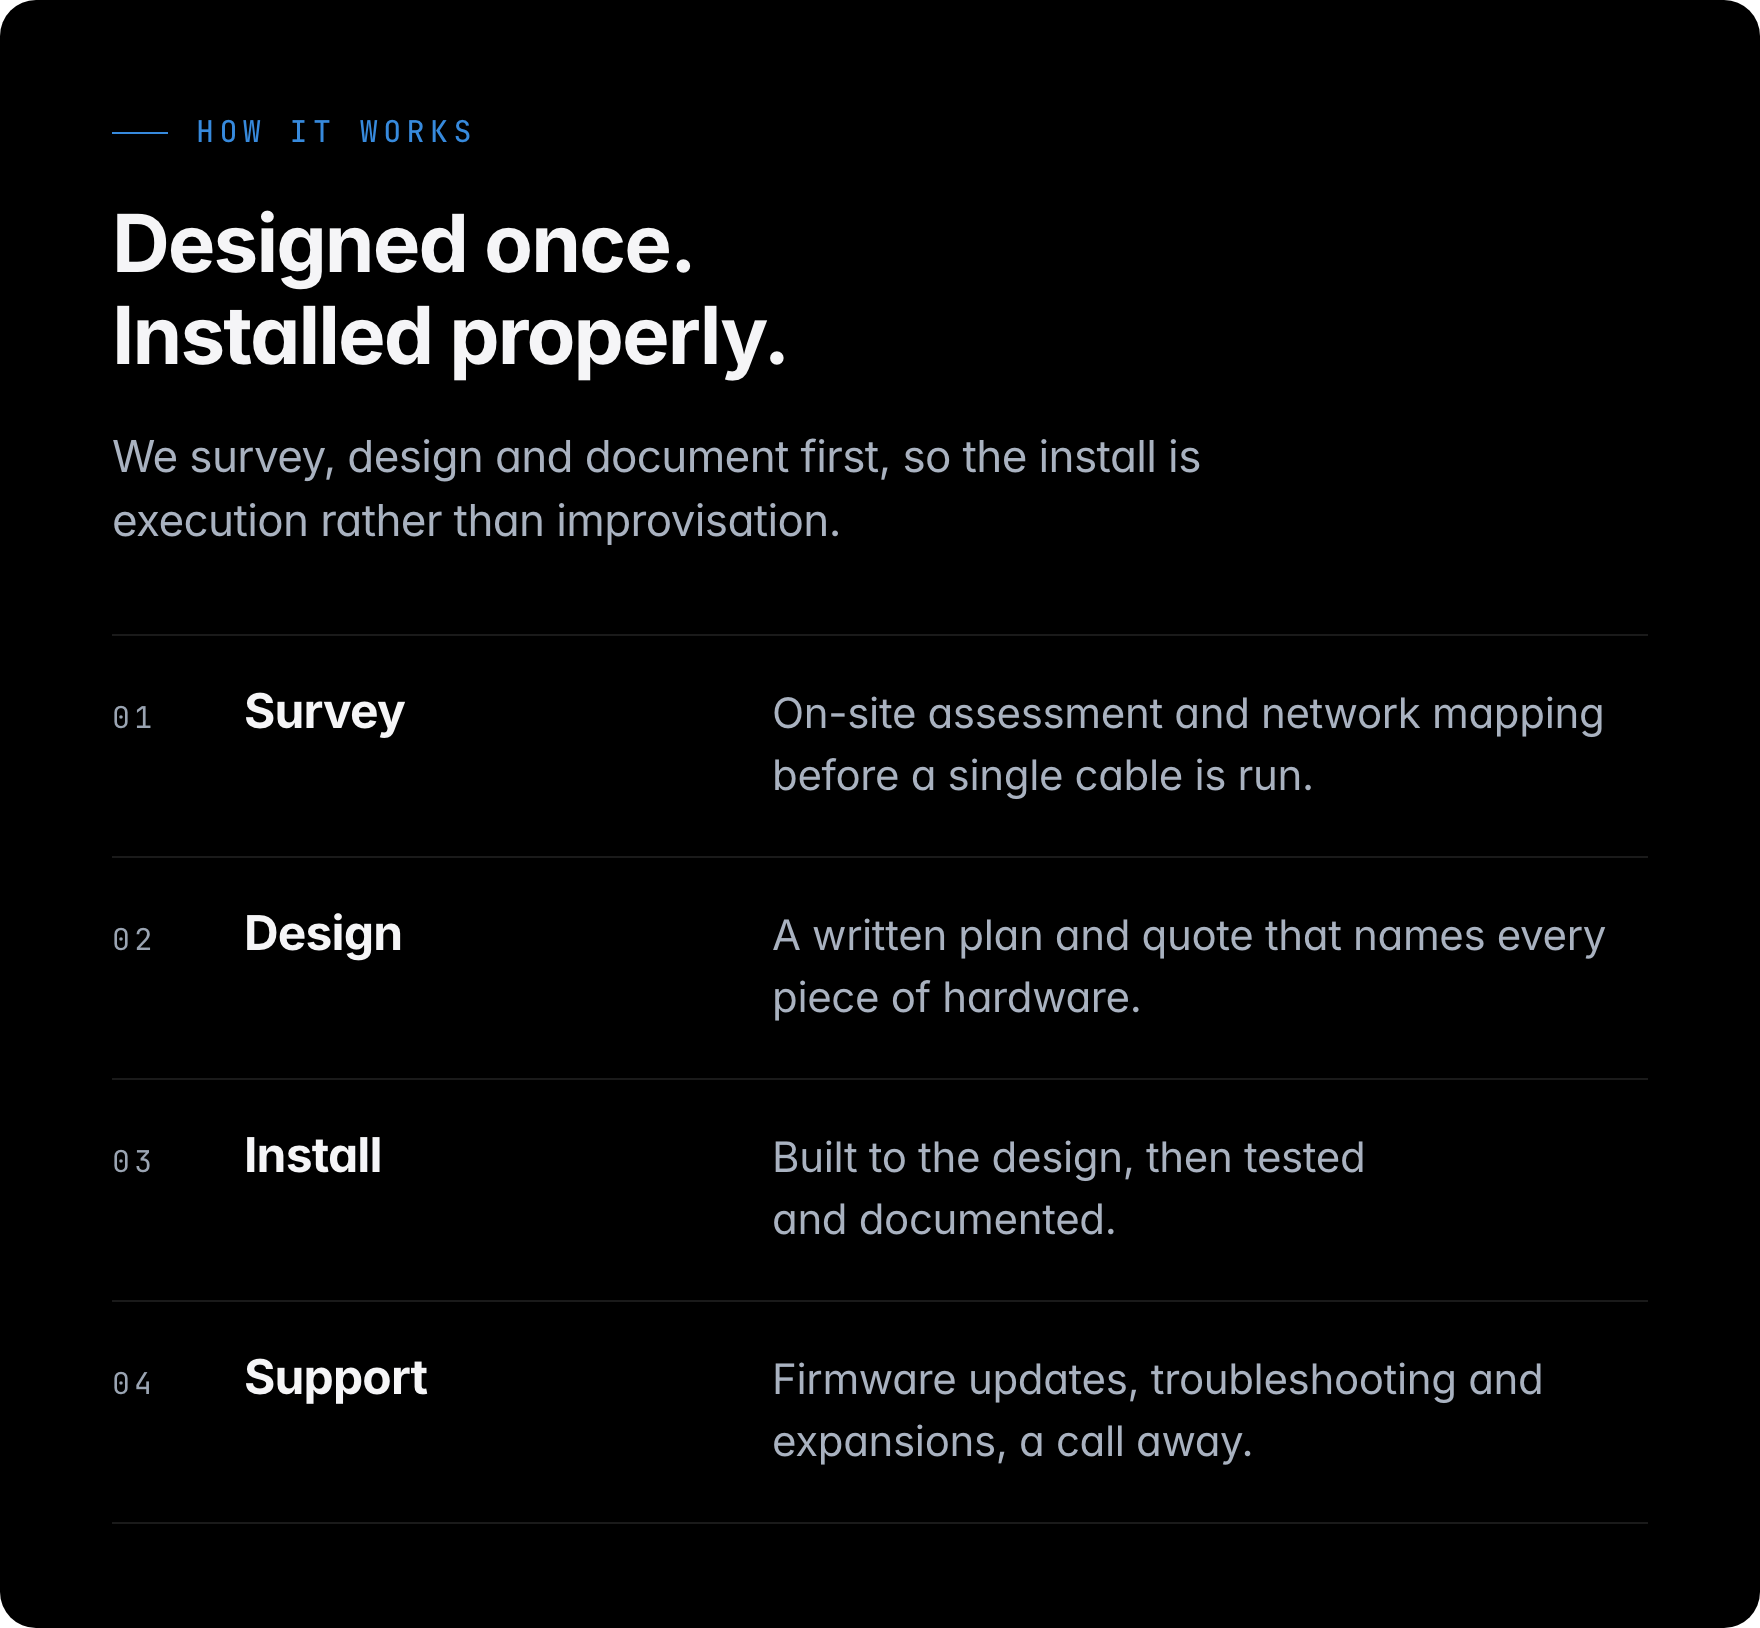 HOW IT WORKS
Designed once.
Installed properly.
We survey, design and document first, so the install is
execution rather than improvisation.
01 Survey On-site assessment and network mapping
before a single cable is run.
02 Design A written plan and quote that names every
piece of hardware.
03 Install Built to the design, then tested
and documented.
04 Support Firmware updates, troubleshooting and
expansions, a call away.